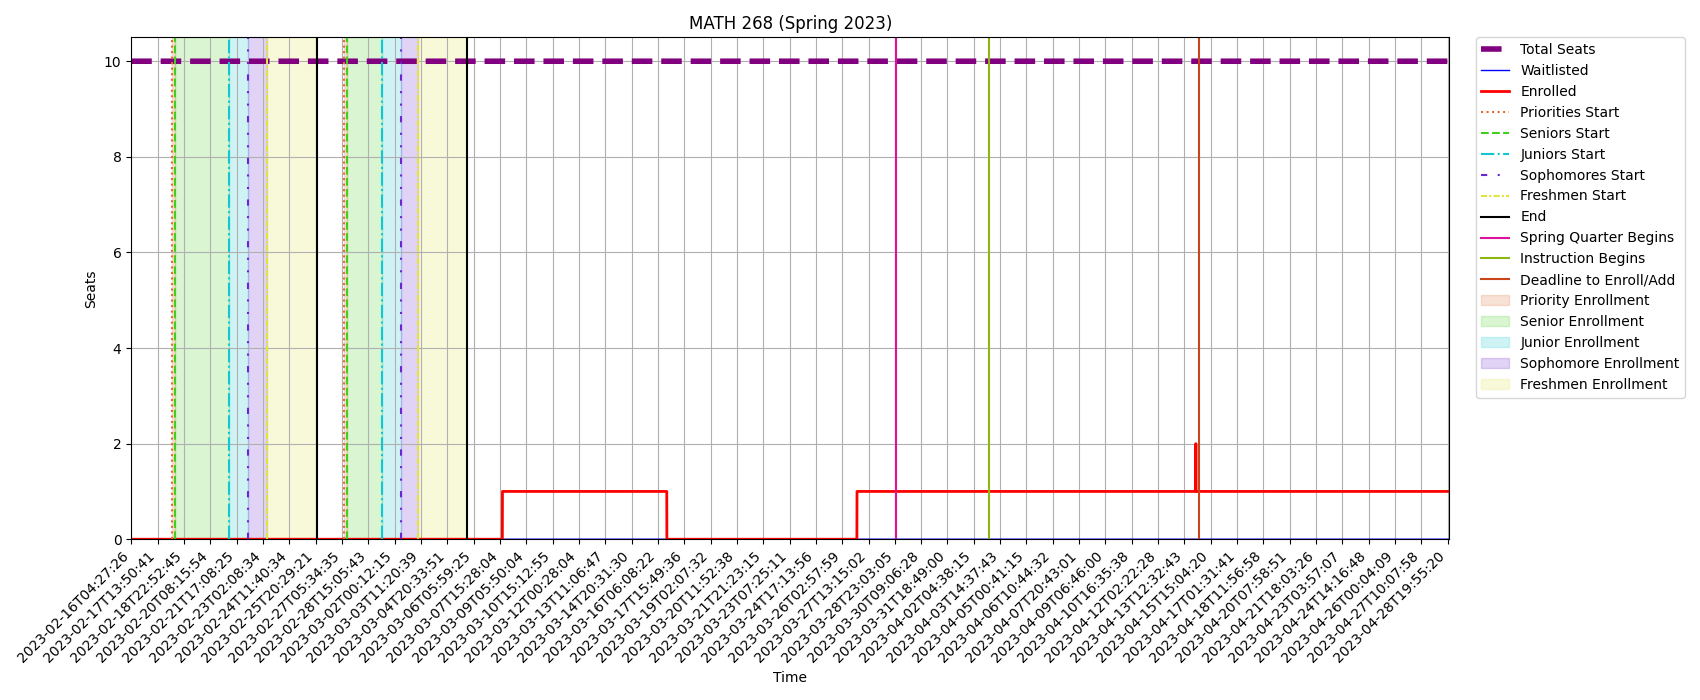 MATH 268 (Spring 2023)
Seats
10
8
6
4
2
0
2023-02-16T04:27:26
2023-02-17T13:50:41
2023-02-18T22:52:45
2023-02-20T08:15:54
2023-02-21T17:08:25
2023-02-23T02:08:34
2023-02-24T11:40:34
2023-02-25T20:29:21
2023-02-27T05:34:35
2023-02-28T15:05:43
2023-03-02T00:12:15
2023-03-03T11:20:39
2023-03-04T20:33:51
2023-03-06T05:59:25
2023-03-07T15:28:04
2023-03-09T05:50:04
2023-03-10T15:12:55
2023-03-12T00:28:04
2023-03-13T11:06:47
2023-03-14T20:31:30
2023-03-16T06:08:22
2023-03-17T15:49:36
2023-03-19T02:07:32
2023-03-20T11:52:38
2023-03-21T21:23:15
2023-03-23T07:25:11
2023-03-24T17:13:56
2023-03-26T02:57:59
2023-03-27T13:15:02
2023-03-28T23:03:05
2023-03-30T09:06:28
2023-03-31T18:49:00
2023-04-02T04:38:15
2023-04-03T14:37:43
2023-04-05T00:41:15
2023-04-06T10:44:32
2023-04-07T20:43:01
2023-04-09T06:46:00
2023-04-10T16:35:38
2023-04-12T02:22:28
2023-04-13T12:32:43
2023-04-15T15:04:20
2023-04-17T01:31:41
2023-04-18T11:56:58
2023-04-20T07:58:51
2023-04-21T18:03:26
2023-04-23T03:57:07
2023-04-24T14:16:48
2023-04-26T00:04:09
2023-04-27T10:07:58
2023-04-28T19:55:20
Time
Total Seats
Waitlisted
Enrolled
Priorities Start
Seniors Start
Juniors Start
Sophomores Start
Freshmen Start
End
Spring Quarter Begins
Instruction Begins
Deadline to Enroll/Add
Priority Enrollment
Senior Enrollment
Junior Enrollment
Sophomore Enrollment
Freshmen Enrollment